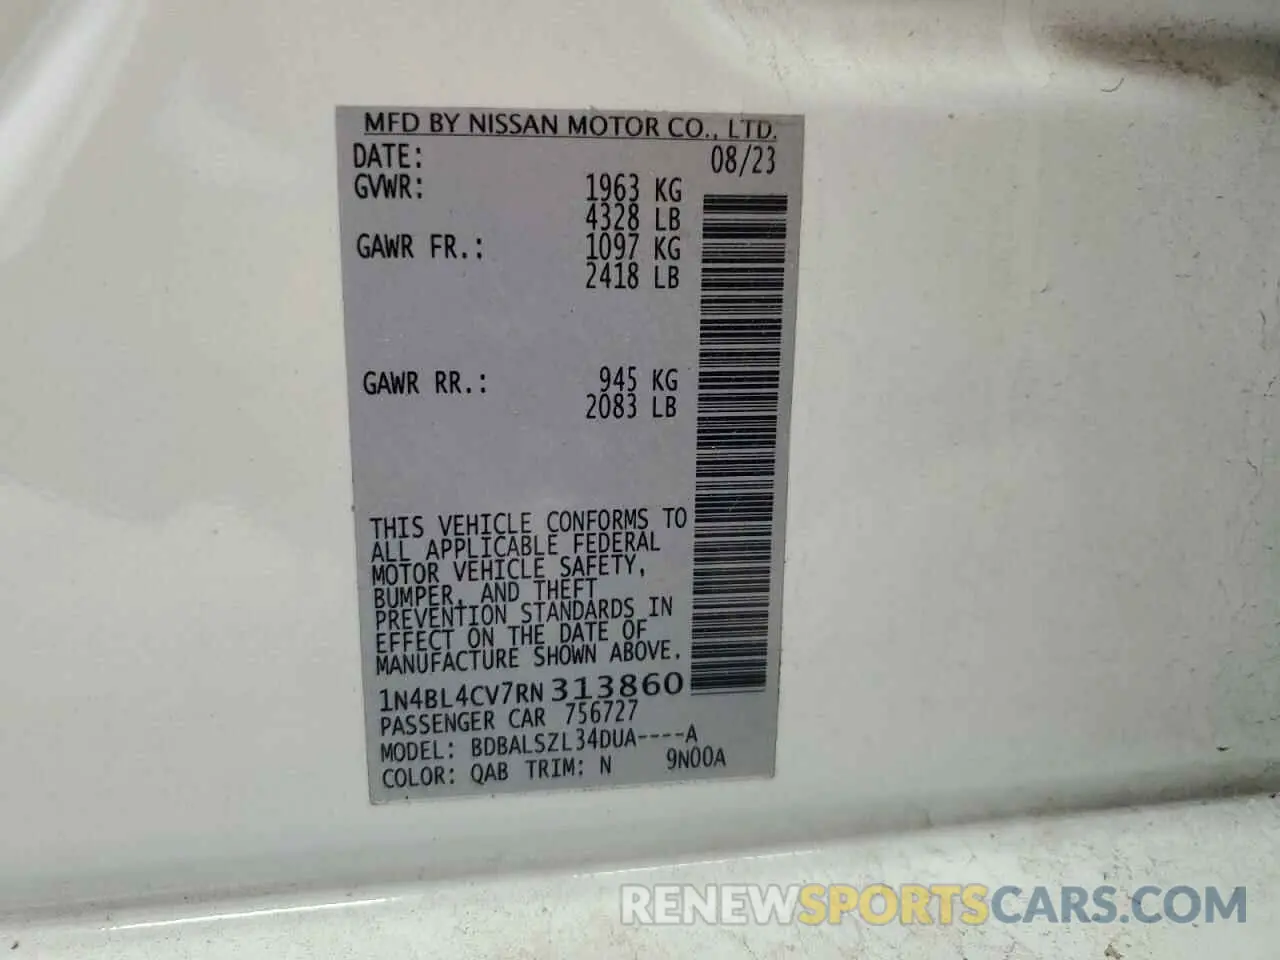 MFD BY NISSAN MOTOR CO., LTD.
DATE: 08/23
GVWR: 1963 KG
4328 LB
GAWR FR.: 1097 KG
2418 LB
GAWR RR.: 945 KG
2083 LB
THIS VEHICLE CONFORMS TO
ALL APPLICABLE FEDERAL
MOTOR VEHICLE SAFETY,
BUMPER, AND THEFT
PREVENTION STANDARDS IN
EFFECT ON THE DATE OF
MANUFACTURE SHOWN ABOVE.
1N4BL4CV7RN313860
PASSENGER CAR 756727
MODEL: BDBALSZL34DUA----A
COLOR: QAB TRIM: N 9N00A
RENEWSPORTSCARS.COM